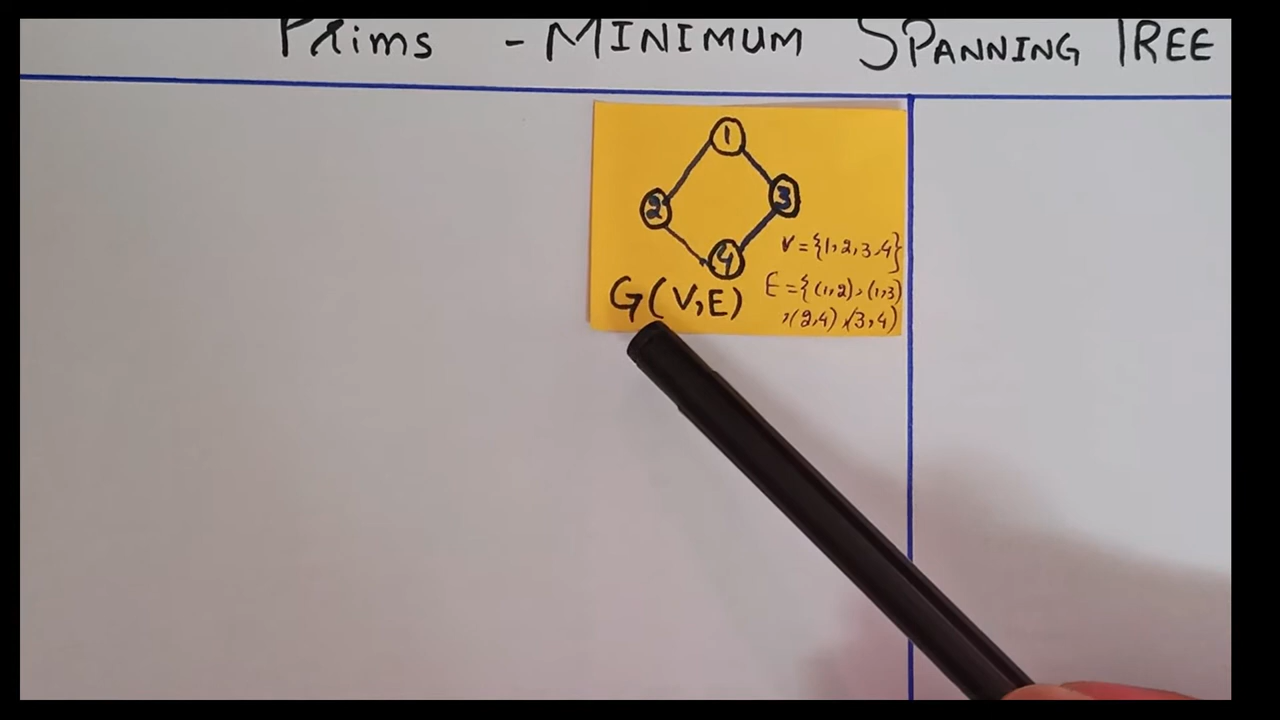 Prims - MINIMUM SPANNING TREE
1
2
3
4
V = {1,2,3,4}
E = { (1,2), (1,3)
G(V,E)
,(2,4),(3,4)